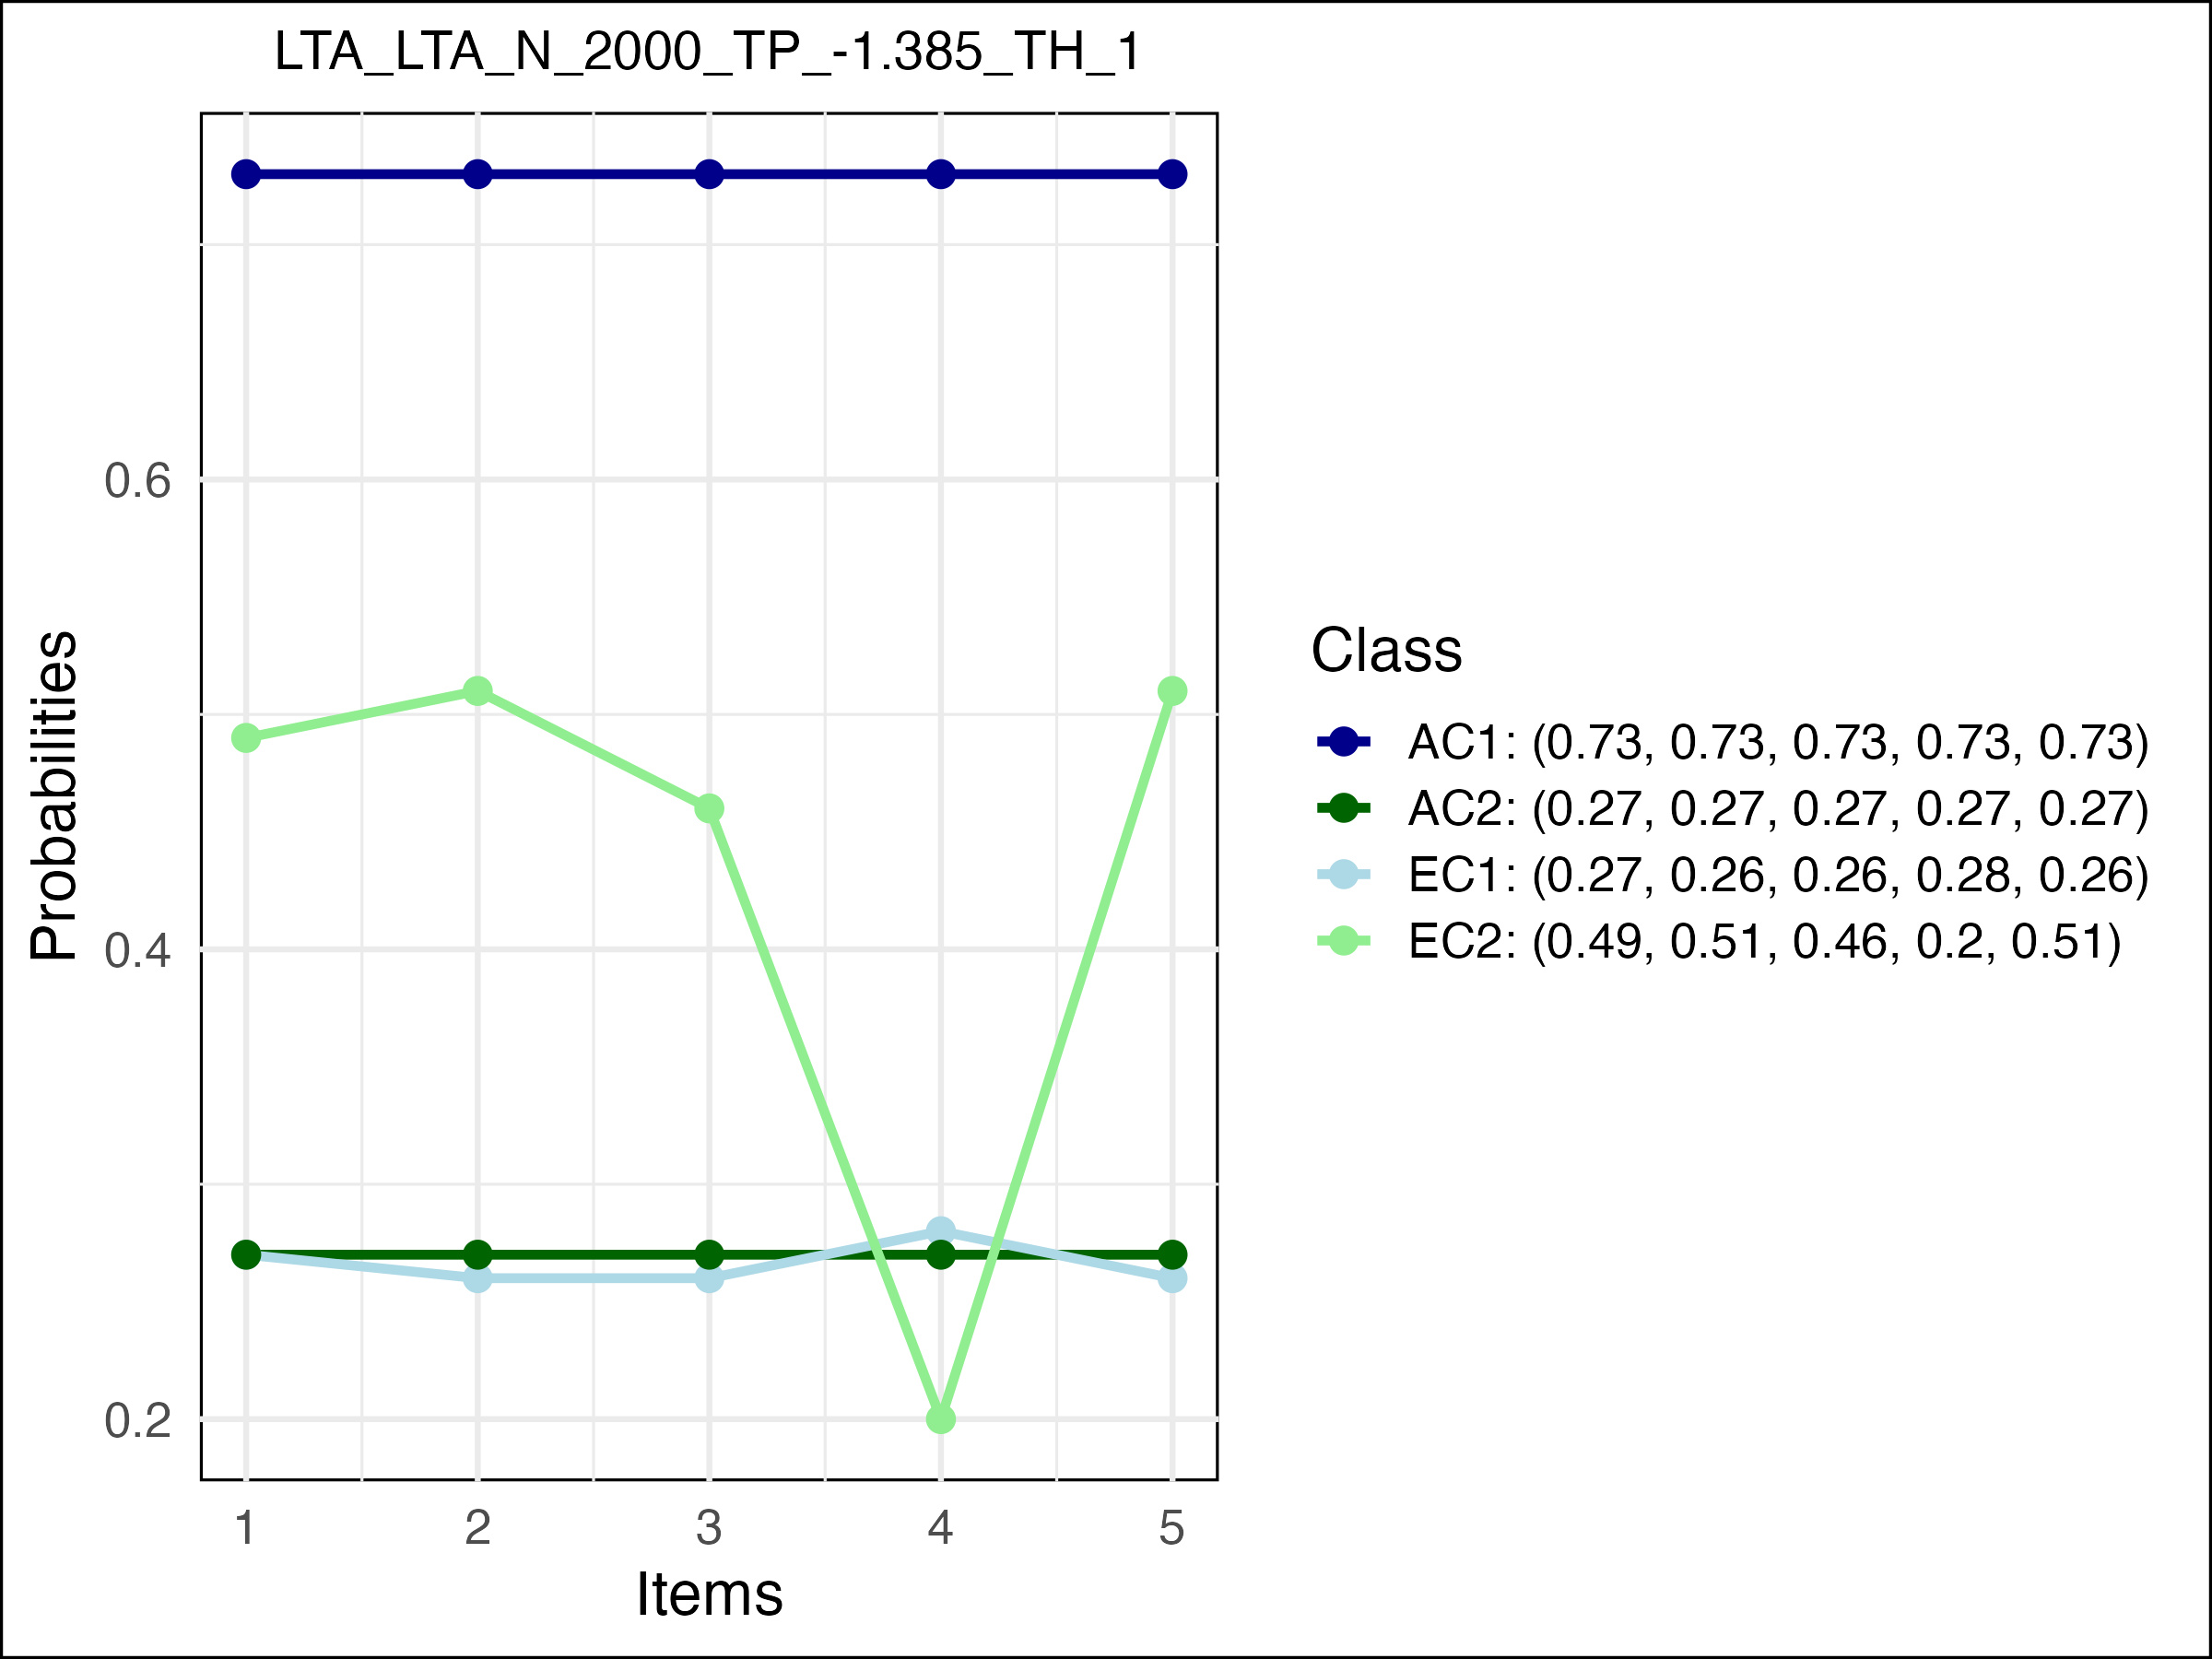 LTA_LTA_N_2000_TP_-1.385_TH_1
Probabilities
0.6
0.4
0.2
1 2 3 4 5
Items
Class
AC1: (0.73, 0.73, 0.73, 0.73, 0.73)
AC2: (0.27, 0.27, 0.27, 0.27, 0.27)
EC1: (0.27, 0.26, 0.26, 0.28, 0.26)
EC2: (0.49, 0.51, 0.46, 0.2, 0.51)